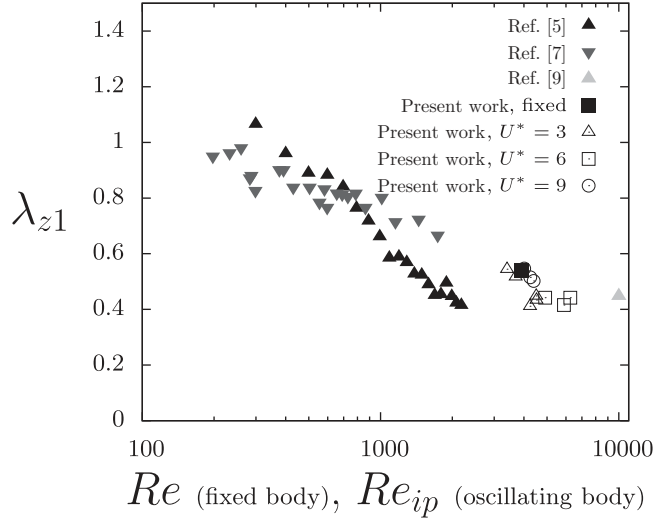 1.4
1.2
1
0.8
0.6
0.4
0.2
0
λz1
Ref. [5]
Ref. [7]
Ref. [9]
Present work, fixed
Present work, U* = 3
Present work, U* = 6
Present work, U* = 9
100 1000 10000
Re (fixed body), Reip (oscillating body)